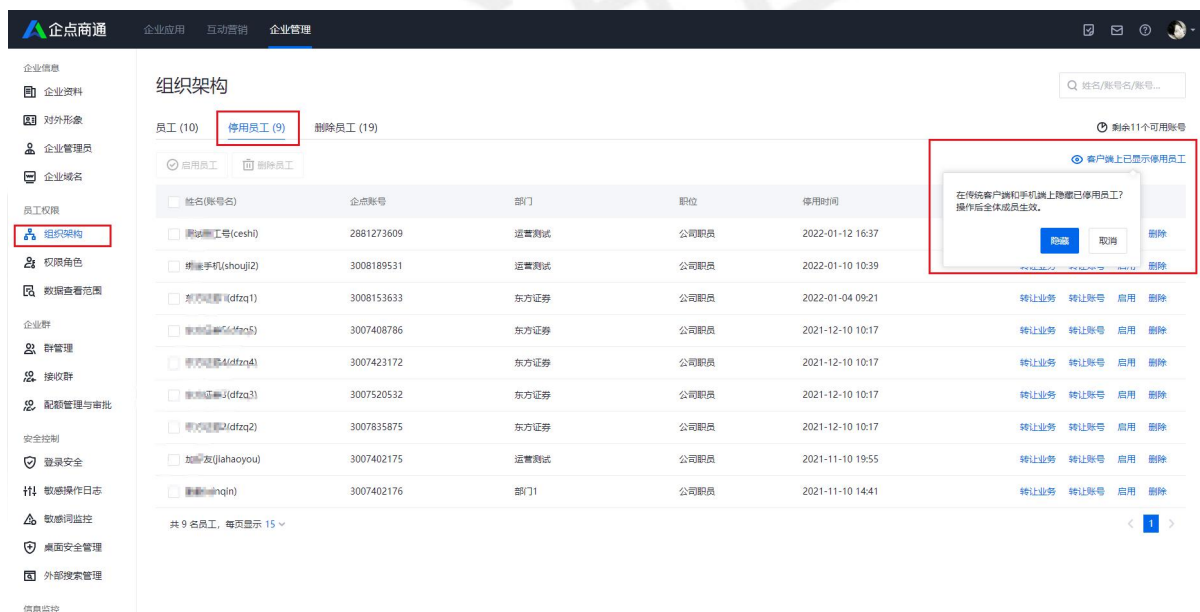 企点商通
企业应用 互动营销 企业管理
企业信息
企业资料
对外形象
企业管理员
企业域名
员工权限
组织架构
权限角色
数据查看范围
企业群
群管理
接收群
配额管理与审批
安全控制
登录安全
敏感操作日志
敏感词监控
桌面安全管理
外部搜索管理
信息监控
组织架构
姓名/账号名/账号...
员工 (10) 停用员工 (9) 删除员工 (19)
剩余11个可用账号
启用员工 删除员工
客户端上已显示停用员工
在传统客户端和手机端上隐藏已停用员工?
操作后全体成员生效。
隐藏 取消
姓名(账号名) 企点账号 部门 职位 停用时间
工号(ceshi) 2881273609 运营测试 公司职员 2022-01-12 16:37 删除
手机(shouji2) 3008189531 运营测试 公司职员 2022-01-10 10:39 转让业务 转让账号 启用 删除
(dfzq1) 3008153633 东方证券 公司职员 2022-01-04 09:21 转让业务 转让账号 启用 删除
(dfzq5) 3007408786 东方证券 公司职员 2021-12-10 10:17 转让业务 转让账号 启用 删除
(dfzq4) 3007423172 东方证券 公司职员 2021-12-10 10:17 转让业务 转让账号 启用 删除
(dfzq3) 3007520532 东方证券 公司职员 2021-12-10 10:17 转让业务 转让账号 启用 删除
(dfzq2) 3007835875 东方证券 公司职员 2021-12-10 10:17 转让业务 转让账号 启用 删除
友(jiahaoyou) 3007402175 运营测试 公司职员 2021-11-10 19:55 转让业务 转让账号 启用 删除
3007402176 部门1 公司职员 2021-11-10 14:41 转让业务 转让账号 启用 删除
共 9 名员工, 每页显示 15
1